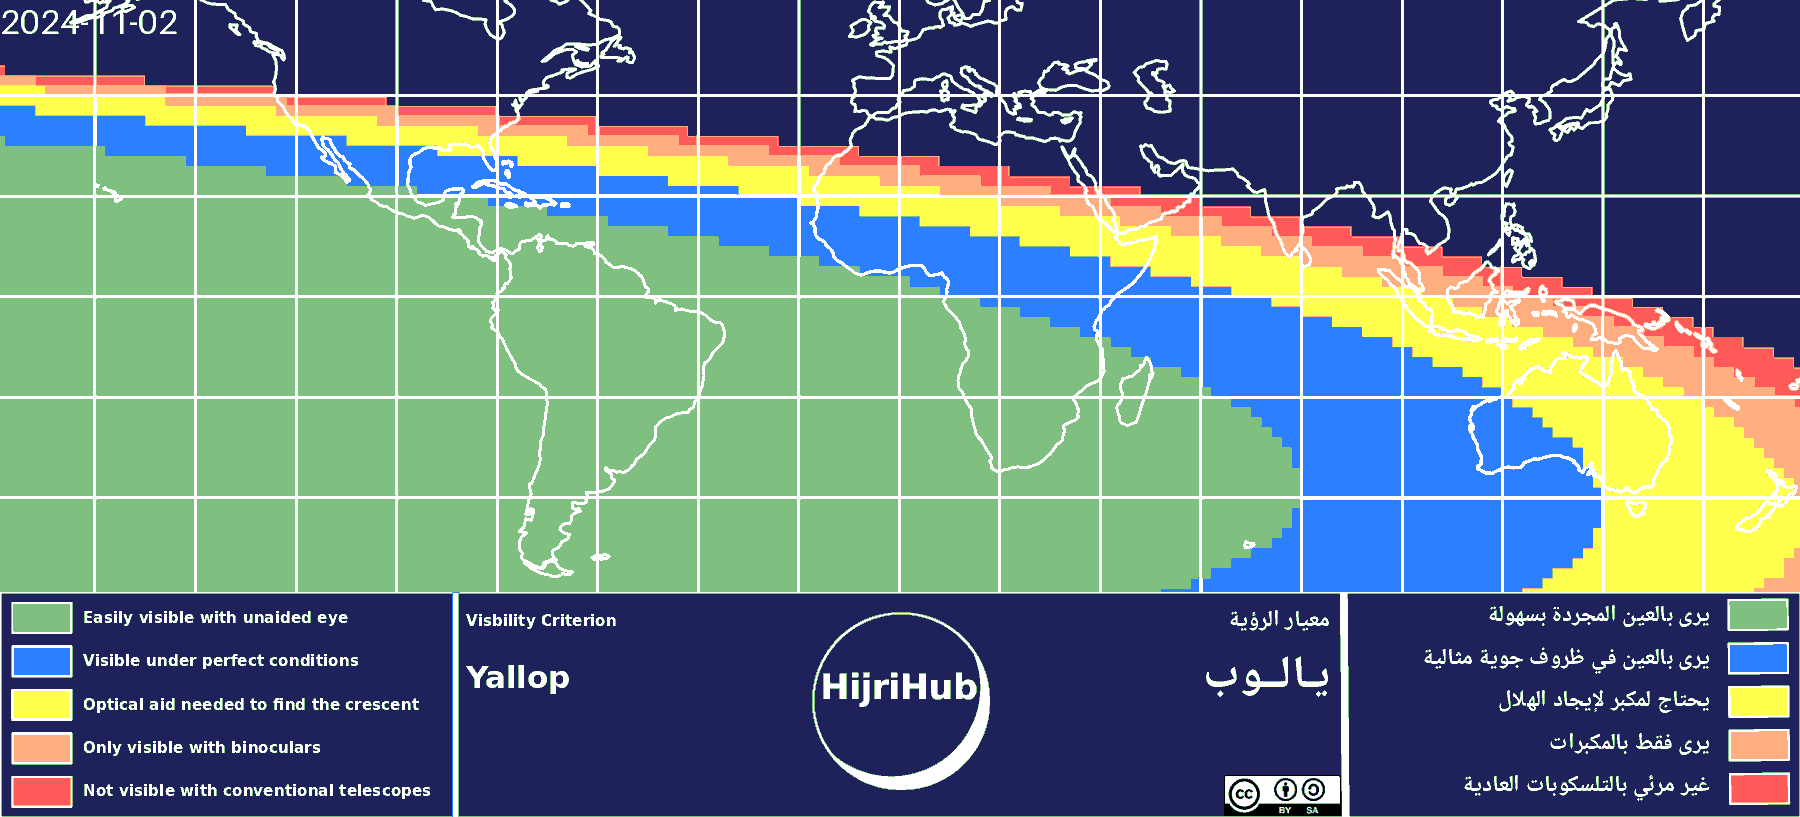 2024-11-02
Easily visible with unaided eye
Visible under perfect conditions
Optical aid needed to find the crescent
Only visible with binoculars
Not visible with conventional telescopes
Visbility Criterion
Yallop
HijriHub
معيار الرؤية
يـالـوب
cc
BY SA
يرى بالعين المجردة بسهولة
يرى بالعين في ظروف جوية مثالية
يحتاج لمكبر لإيجاد الهلال
يرى فقط بالمكبرات
غير مرئي بالتلسكوبات العادية